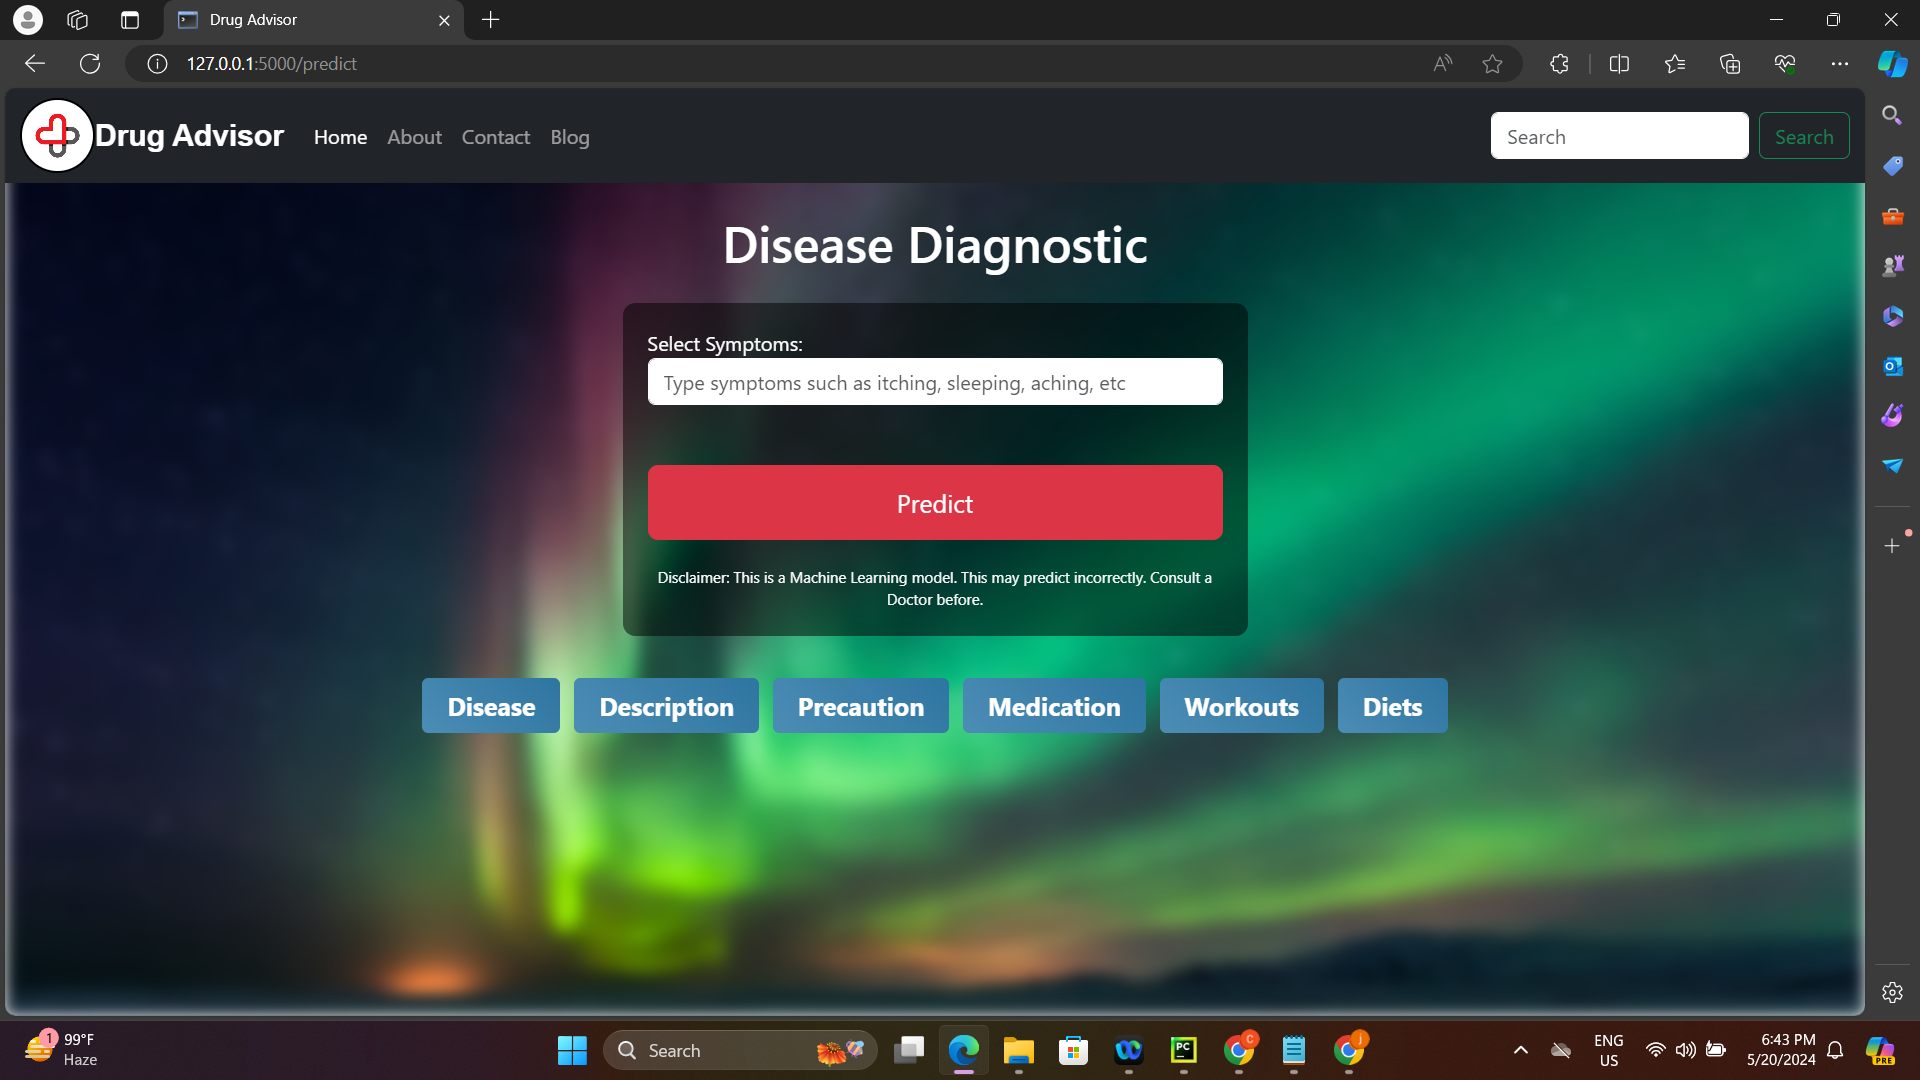 Drug Advisor
127.0.0.1:5000/predict
Drug Advisor
Home
About
Contact
Blog
Search
Search
Disease Diagnostic
Select Symptoms:
Type symptoms such as itching, sleeping, aching, etc
Predict
Disclaimer: This is a Machine Learning model. This may predict incorrectly. Consult a
Doctor before.
Disease
Description
Precaution
Medication
Workouts
Diets
1
99°F
Haze
Search
PC
C
j
ENG
US
6:43 PM
5/20/2024
PRE